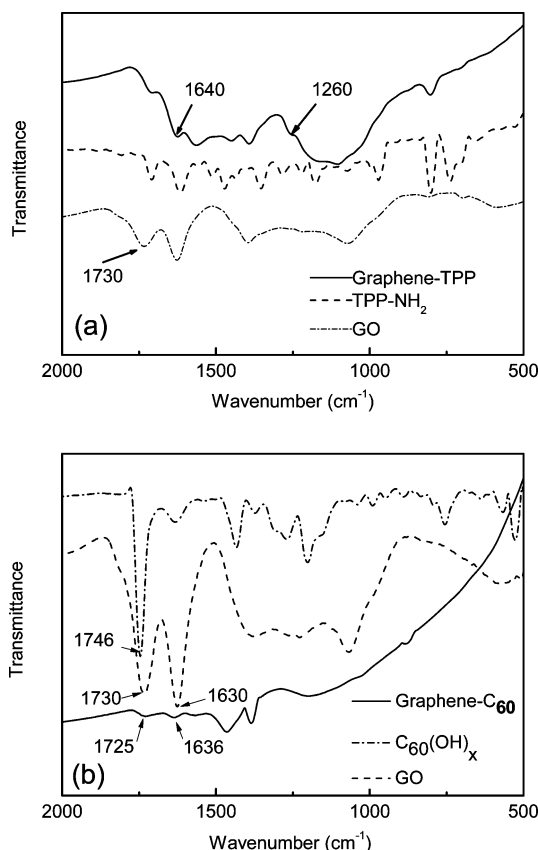 1640
1260
Transmittance
1730
Graphene-TPP
TPP-NH2
GO
(a)
2000 1500 1000 500
Wavenumber (cm-1)
Transmittance
1746
1730
1630
1725
1636
Graphene-C60
C60(OH)x
GO
(b)
2000 1500 1000 500
Wavenumber (cm-1)